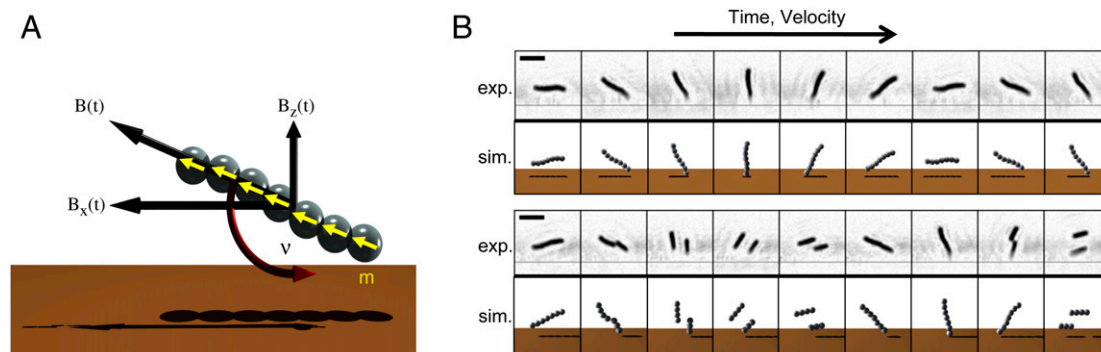 A
B
Time, Velocity
B(t)
B_z(t)
B_x(t)
ν
m
exp.
sim.
exp.
sim.